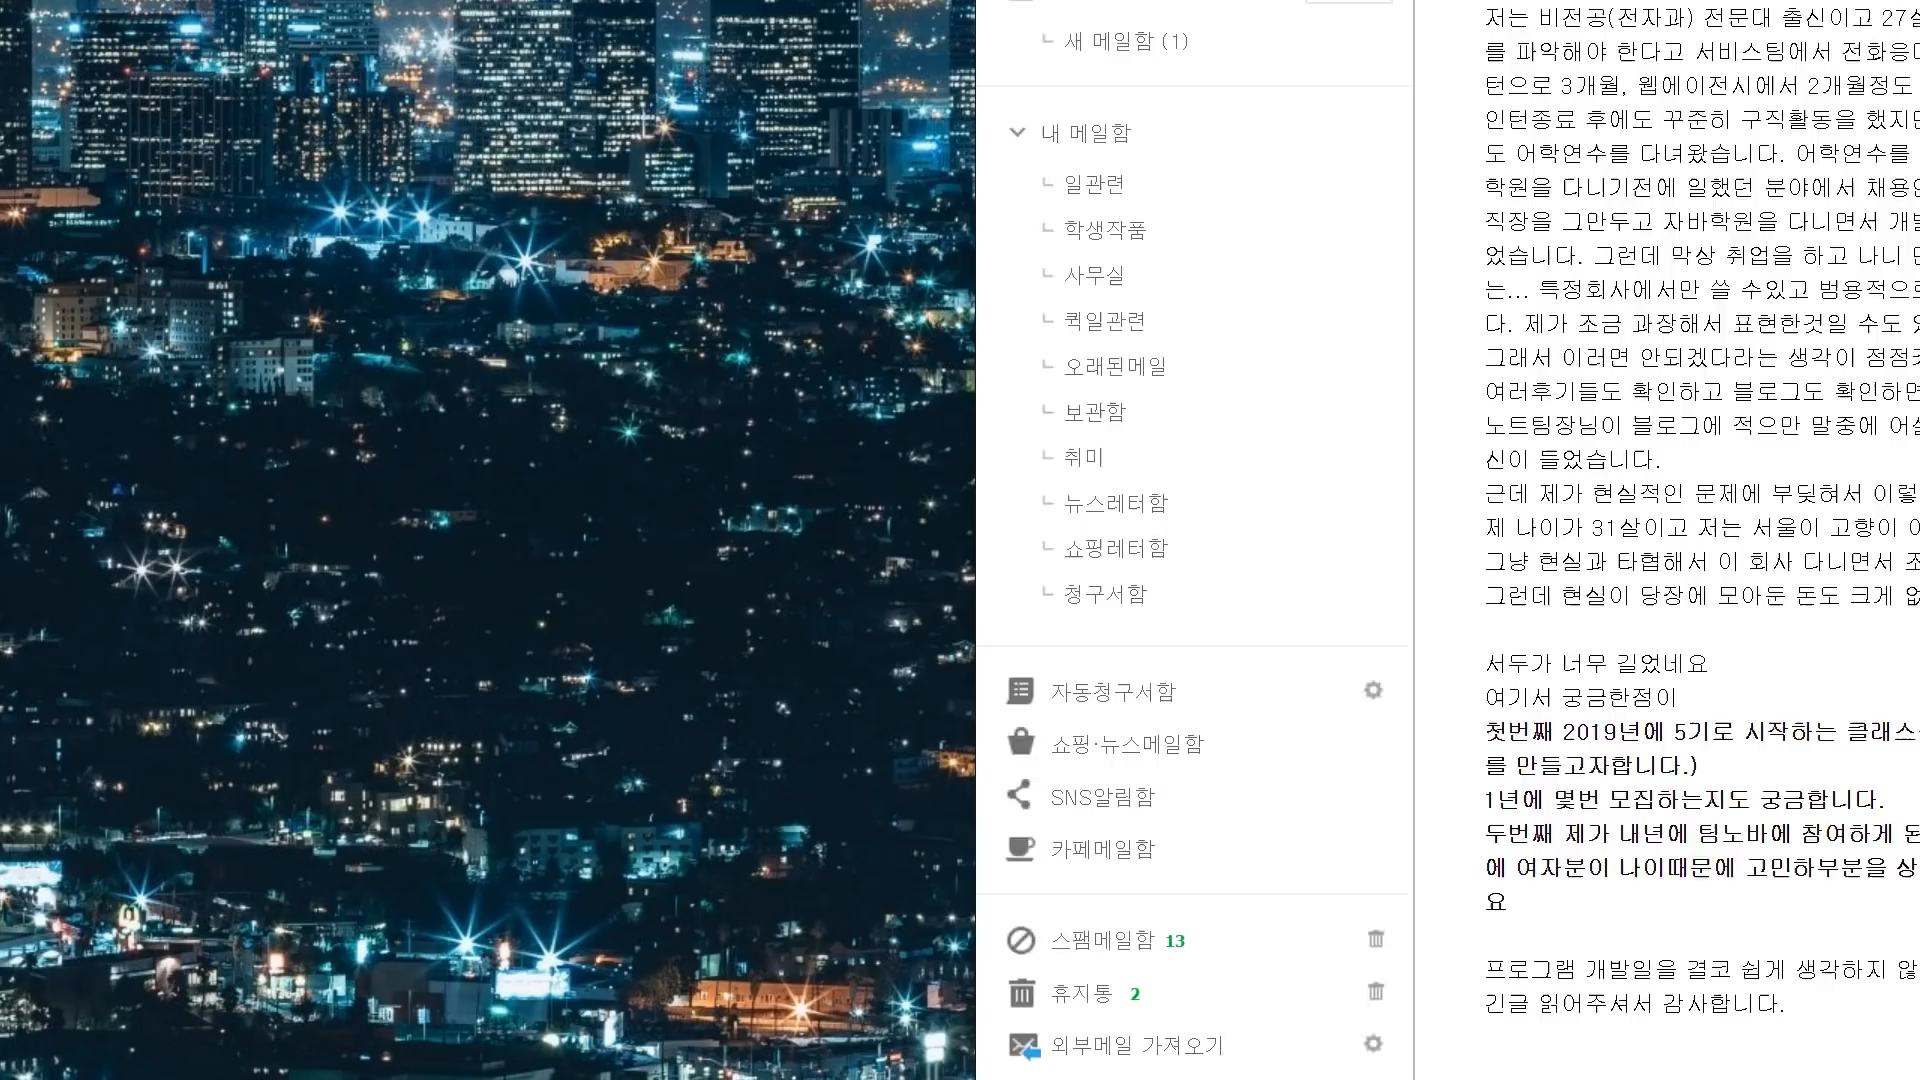 새 메일함 (1)
내 메일함
일관련
학생작품
사무실
퀵일관련
오래된메일
보관함
취미
뉴스레터함
쇼핑레터함
청구서함
자동청구서함
쇼핑·뉴스메일함
SNS알림함
카페메일함
스팸메일함 13
휴지통 2
외부메일 가져오기
저는 비전공(전자과) 전문대 출신이고 27살
를 파악해야 한다고 서비스팀에서 전화응대
턴으로 3개월, 웹에이전시에서 2개월정도
인턴종료 후에도 꾸준히 구직활동을 했지만
도 어학연수를 다녀왔습니다. 어학연수를
학원을 다니기전에 일했던 분야에서
직장을 그만두고 자바학원을 다니면서
었습니다. 그런데 막상 취업을 하고 나니
는... 특정회사에서만 쓸 수있고 범용적으로
다. 제가 조금 과장해서 표현한것일 수도
그래서 이러면 안되겠다라는 생각이
여러후기들도 확인하고 블로그도 확인하면
노트팀장님이 블로그에 적으만 말중에
신이 들었습니다.
근데 제가 현실적인 문제에 부딪혀서 이렇
제 나이가 31살이고 저는 서울이 고향이
그냥 현실과 타협해서 이 회사 다니면서
그런데 현실이 당장에 모아둔 돈도 크게
서두가 너무 길었네요
여기서 궁금한점이
첫번째 2019년에 5기로 시작하는 클래스
를 만들고자합니다.)
1년에 몇번 모집하는지도 궁금합니다.
두번째 제가 내년에 팀노바에 참여하게
에 여자분이 나이때문에 고민하부분을 상
요
프로그램 개발일을 결코 쉽게 생각하지 않
긴글 읽어주셔서 감사합니다.